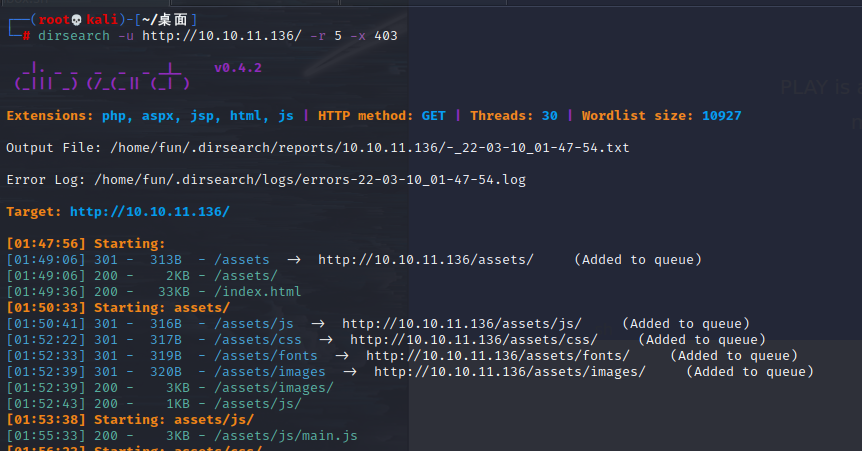 (root💀kali)-[~/桌面]
# dirsearch -u http://10.10.11.136/ -r 5 -x 403
_|. _ _ _ _ _ _|_ v0.4.2
(_||| _) (/_(_|| (_| )
Extensions: php, aspx, jsp, html, js | HTTP method: GET | Threads: 30 | Wordlist size: 10927
Output File: /home/fun/.dirsearch/reports/10.10.11.136/-_22-03-10_01-47-54.txt
Error Log: /home/fun/.dirsearch/logs/errors-22-03-10_01-47-54.log
Target: http://10.10.11.136/
[01:47:56] Starting:
[01:49:06] 301 - 313B - /assets → http://10.10.11.136/assets/ (Added to queue)
[01:49:06] 200 - 2KB - /assets/
[01:49:36] 200 - 33KB - /index.html
[01:50:33] Starting: assets/
[01:50:41] 301 - 316B - /assets/js → http://10.10.11.136/assets/js/ (Added to queue)
[01:52:22] 301 - 317B - /assets/css → http://10.10.11.136/assets/css/ (Added to queue)
[01:52:33] 301 - 319B - /assets/fonts → http://10.10.11.136/assets/fonts/ (Added to queue)
[01:52:39] 301 - 320B - /assets/images → http://10.10.11.136/assets/images/ (Added to queue)
[01:52:39] 200 - 3KB - /assets/images/
[01:52:43] 200 - 1KB - /assets/js/
[01:53:38] Starting: assets/js/
[01:55:33] 200 - 3KB - /assets/js/main.js
[01:56:23] Starting: assets/css/
PLAY is